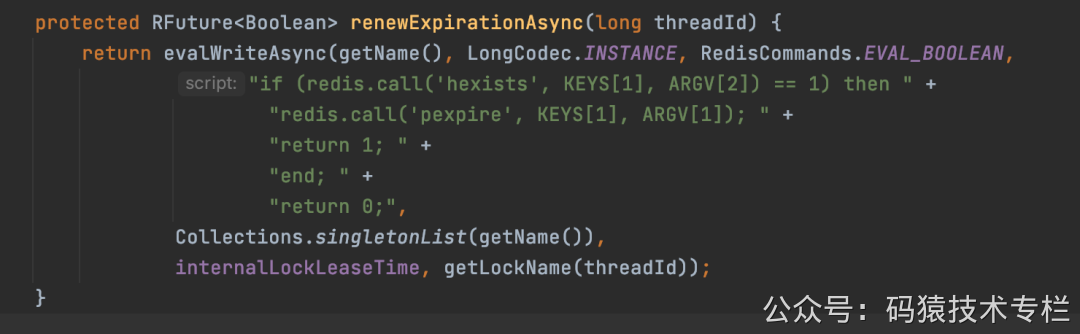 protected RFuture<Boolean> renewExpirationAsync(long threadId) {
return evalWriteAsync(getName(), LongCodec.INSTANCE, RedisCommands.EVAL_BOOLEAN,
script: "if (redis.call('hexists', KEYS[1], ARGV[2]) == 1) then " +
"redis.call('pexpire', KEYS[1], ARGV[1]); " +
"return 1; " +
"end; " +
"return 0;",
Collections.singletonList(getName()),
internalLockLeaseTime, getLockName(threadId));
}
公众号：码猿技术专栏